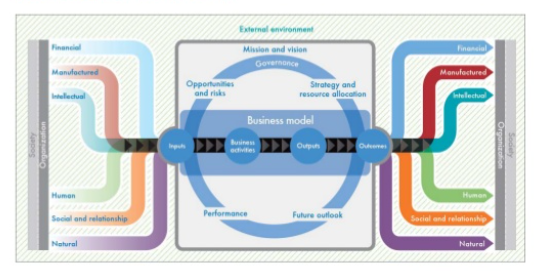 External environment
Mission and vision
Governance
Financial
Manufactured
Intellectual
Human
Social and relationship
Natural
Society
Organization
Opportunities
and risks
Strategy and
resource allocation
Business model
Inputs
Business
activities
Outputs
Outcomes
Performance
Future outlook
Financial
Manufactured
Intellectual
Human
Social and relationship
Natural
Organization
Society